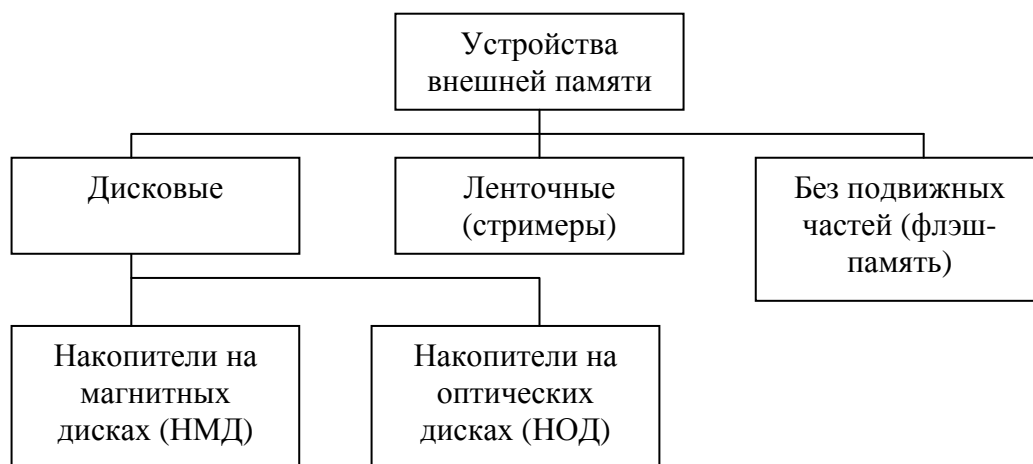 Устройства
внешней памяти
Дисковые
Ленточные
(стримеры)
Без подвижных
частей (флэш-
память)
Накопители на
магнитных
дисках (НМД)
Накопители на
оптических
дисках (НОД)